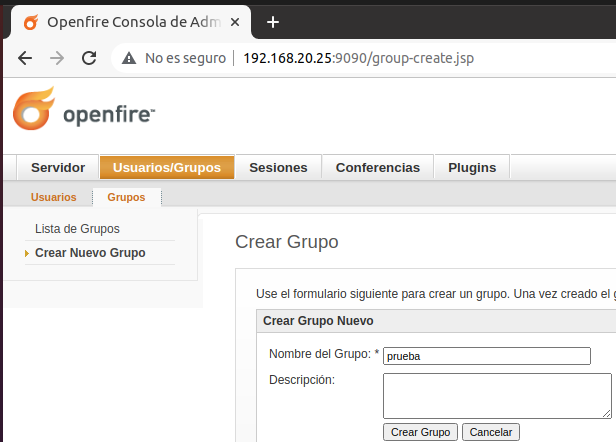 Openfire Consola de Adm
No es seguro 192.168.20.25:9090/group-create.jsp
openfire™
Servidor Usuarios/Grupos Sesiones Conferencias Plugins
Usuarios Grupos
Lista de Grupos
Crear Nuevo Grupo
Crear Grupo
Use el formulario siguiente para crear un grupo. Una vez creado el g
Crear Grupo Nuevo
Nombre del Grupo: * prueba
Descripción:
Crear Grupo Cancelar